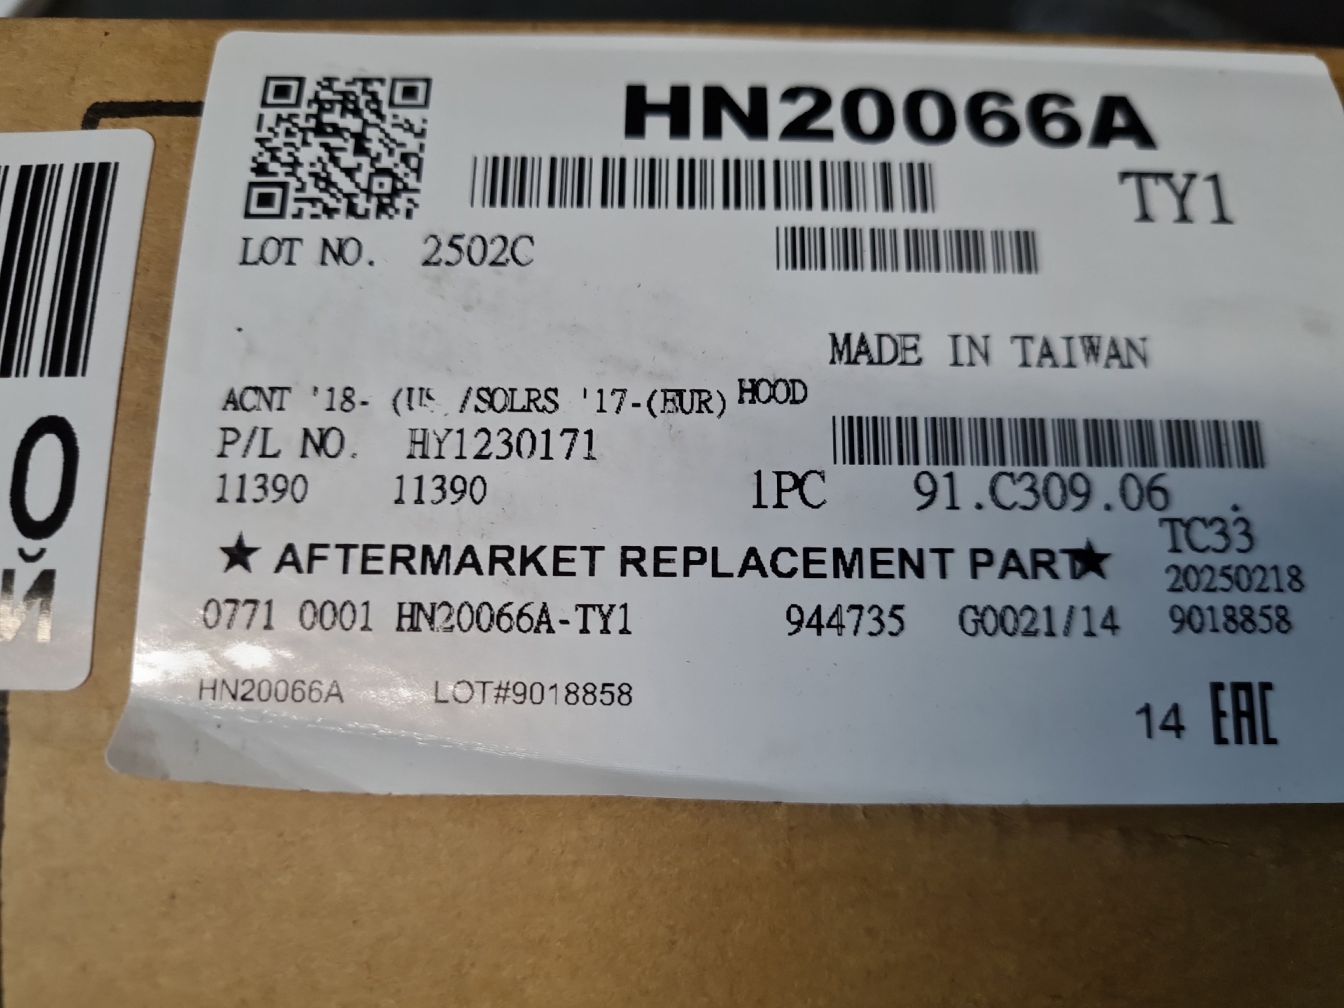 HN20066A
TY1
LOT NO. 2502C
MADE IN TAIWAN
ACNT '18- (US /SOLRS '17-(EUR) HOOD
P/L NO. HY1230171
11390 11390 1PC 91.C309.06 .
★ AFTERMARKET REPLACEMENT PART★ TC33
20250218
0771 0001 HN20066A-TY1 944735 G0021/14 9018858
HN20066A LOT#9018858
14 EAC
О
Й